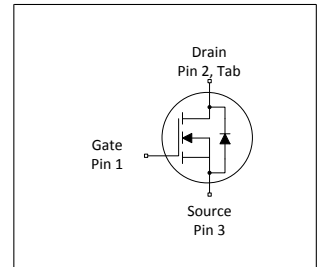 Drain
Pin 2, Tab
Gate
Pin 1
Source
Pin 3